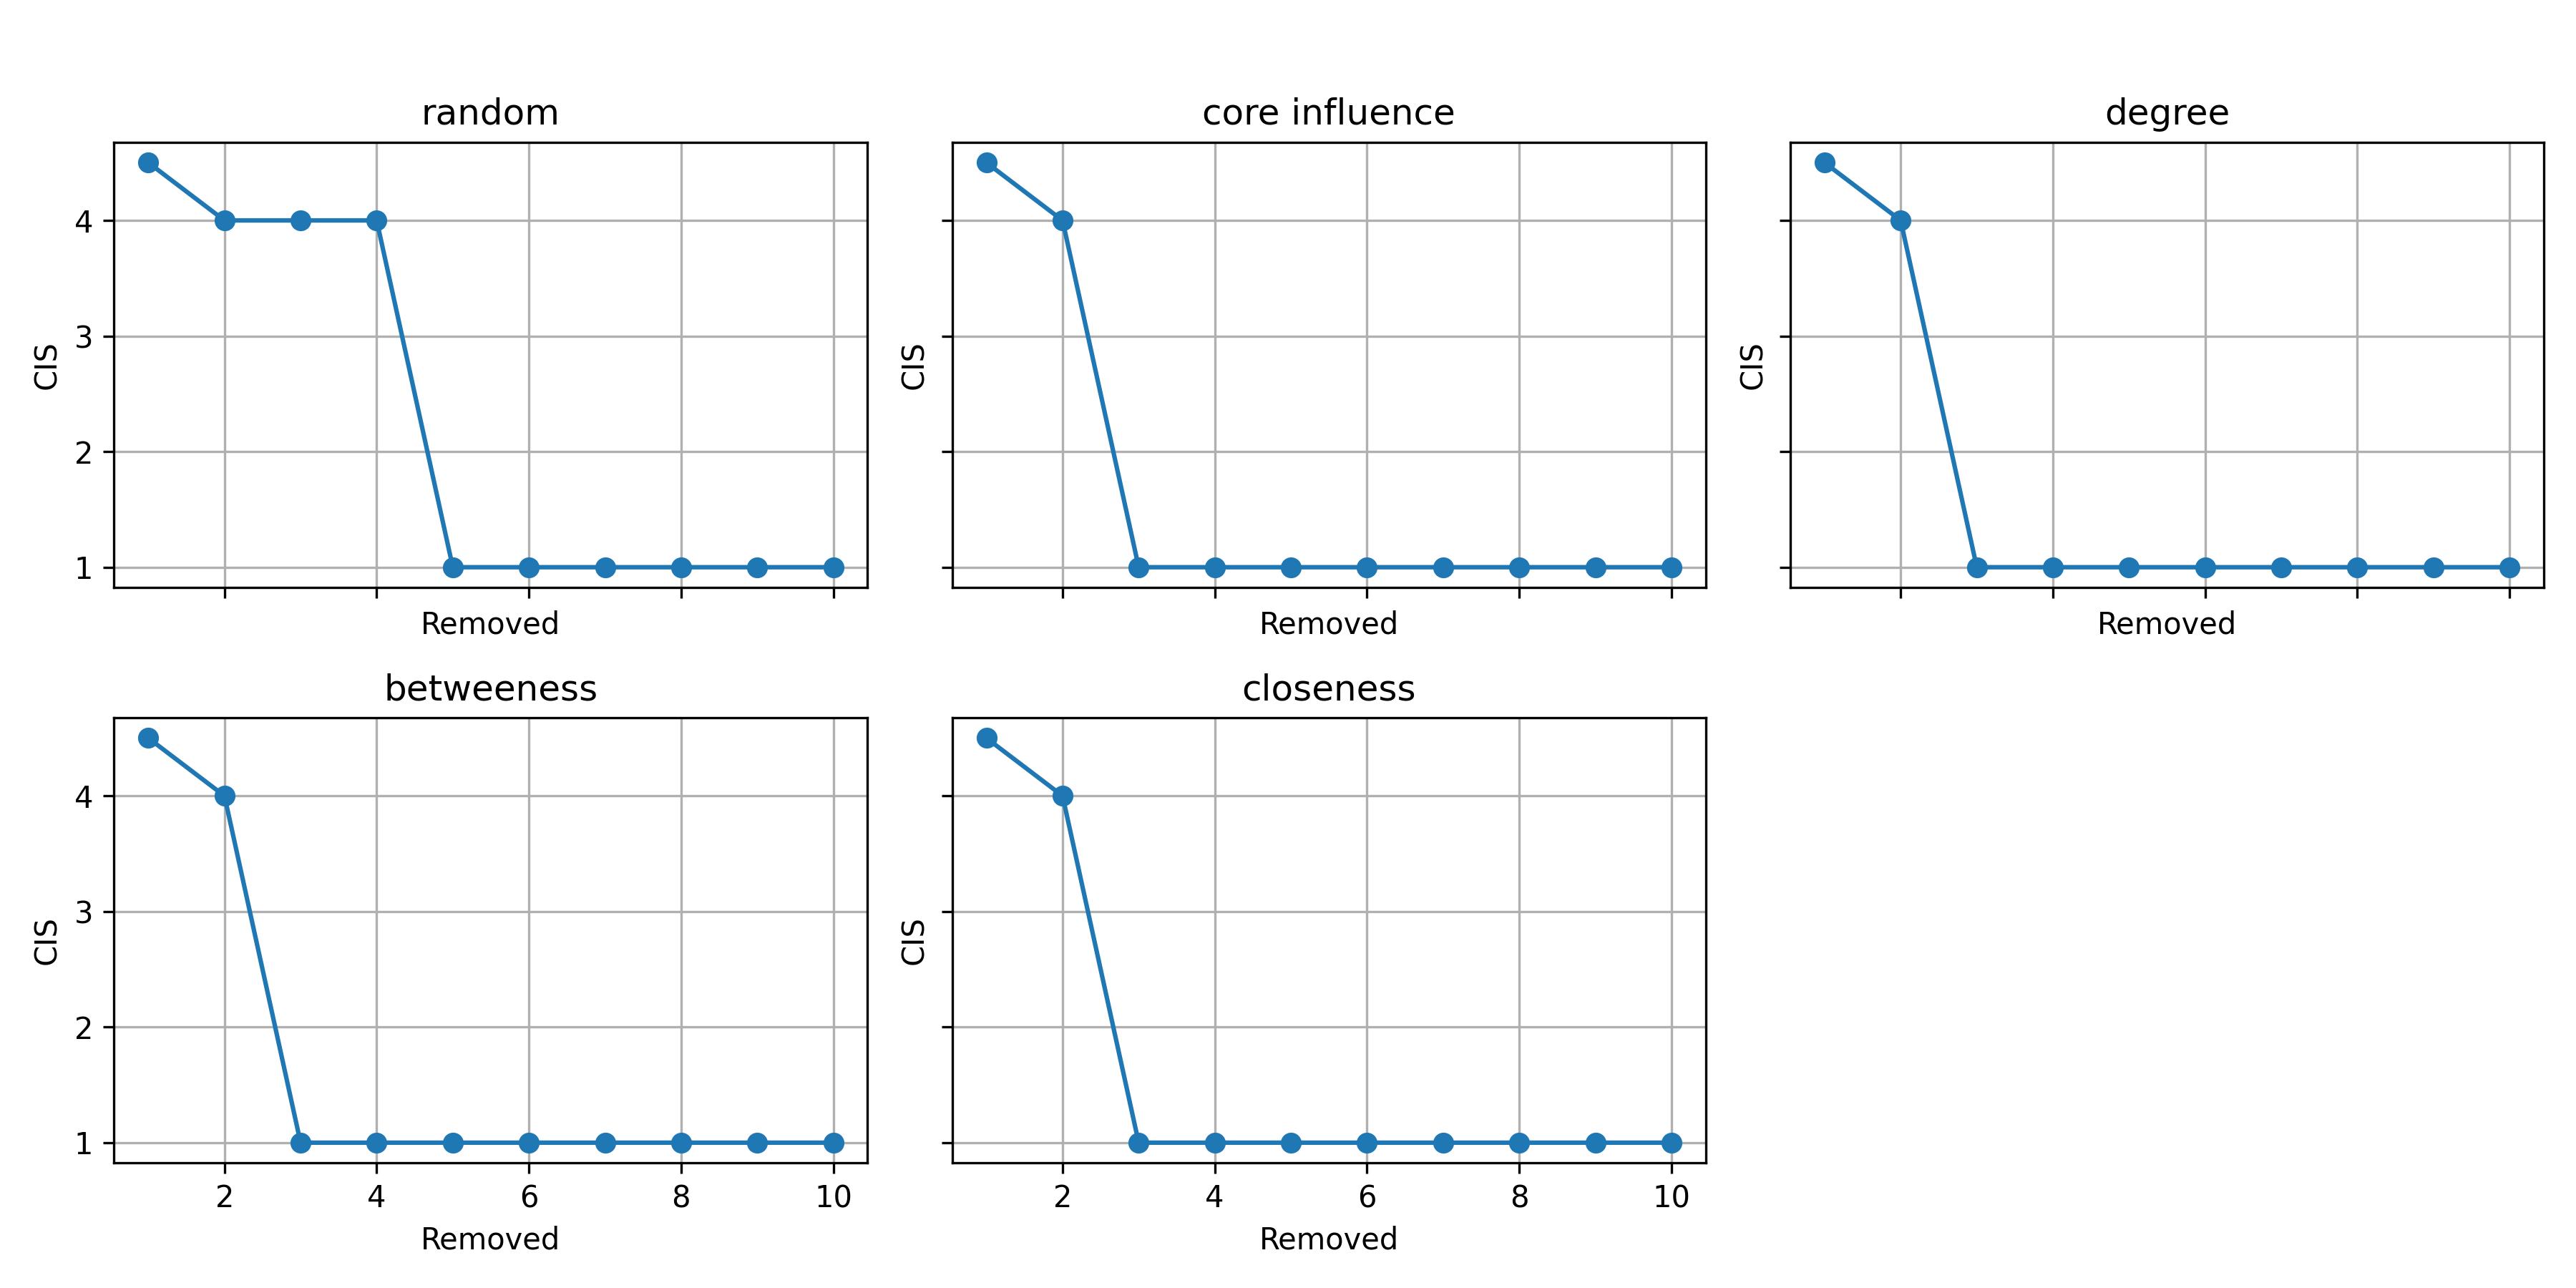 random
core influence
degree
CIS
4
3
2
1
Removed
CIS
Removed
CIS
Removed
betweeness
closeness
CIS
4
3
2
1
2 4 6 8 10
Removed
CIS
2 4 6 8 10
Removed